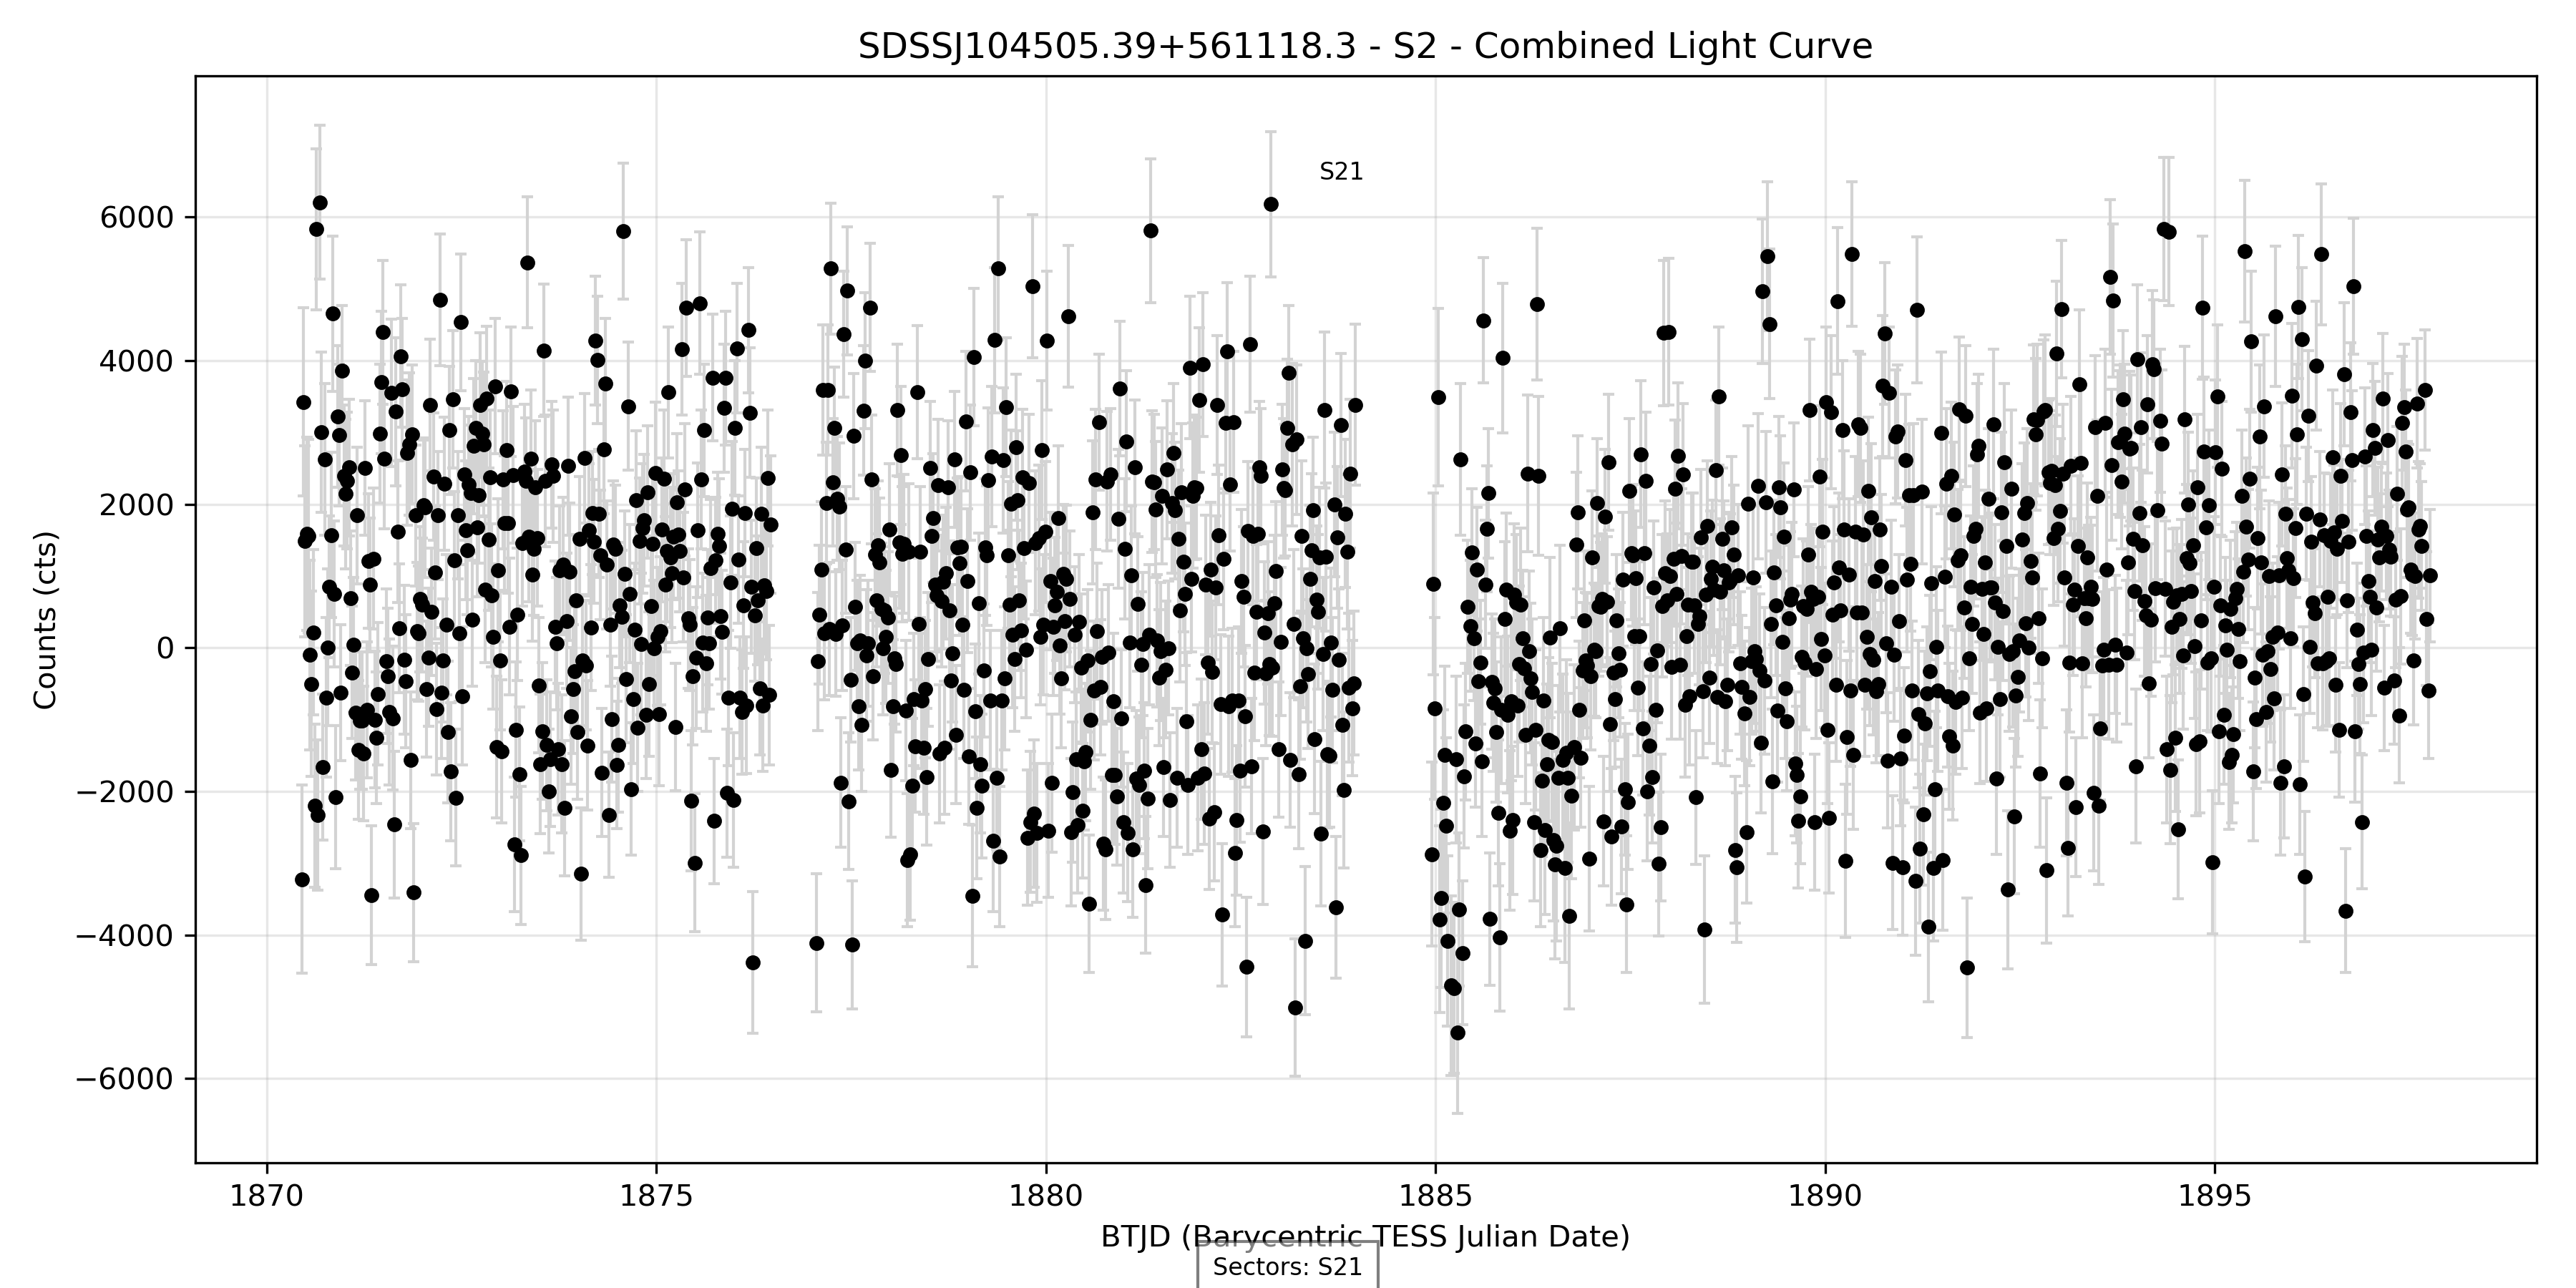 SDSSJ104505.39+561118.3 - S2 - Combined Light Curve
S21
6000
4000
2000
0
−2000
−4000
−6000
Counts (cts)
1870 1875 1880 1885 1890 1895
BTJD (Barycentric TESS Julian Date)
Sectors: S21